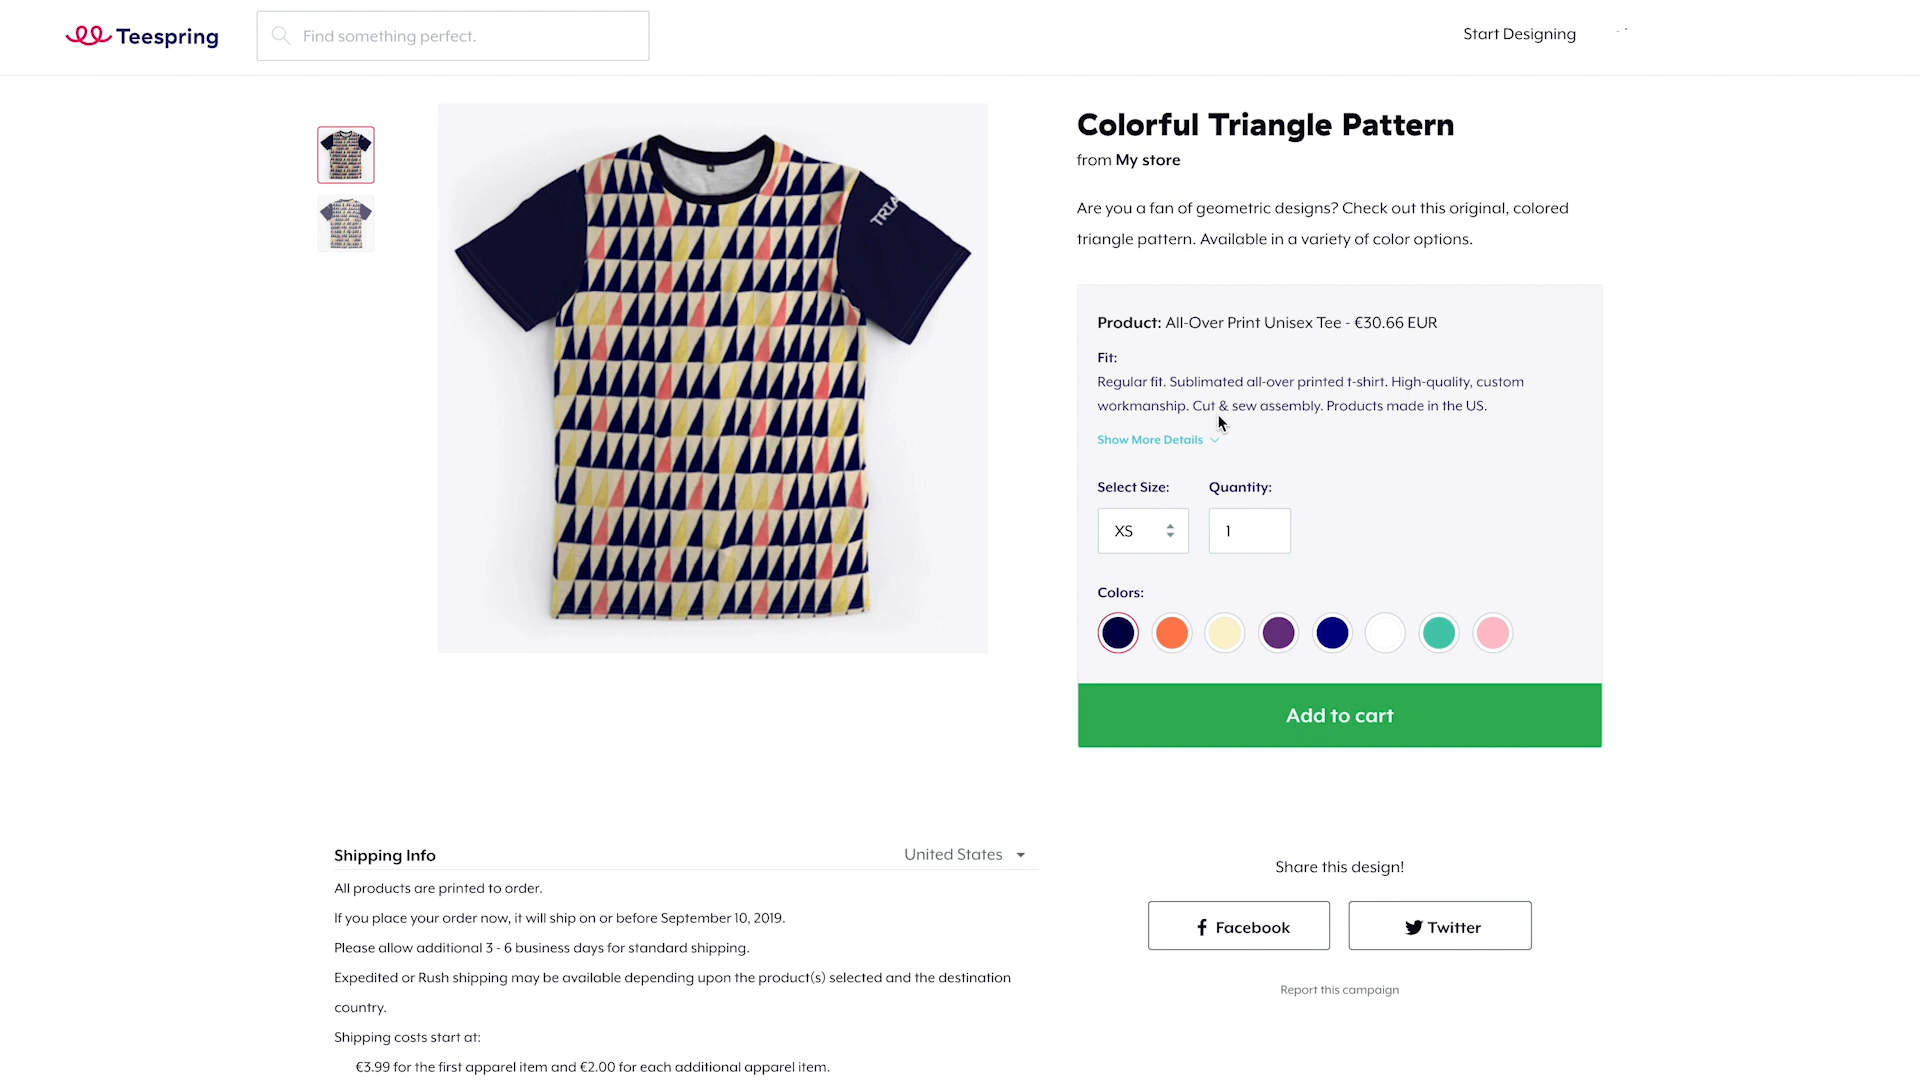 Teespring
Find something perfect.
Start Designing
Colorful Triangle Pattern
from My store
Are you a fan of geometric designs? Check out this original, colored
triangle pattern. Available in a variety of color options.
TRIA
Product: All-Over Print Unisex Tee - €30.66 EUR
Fit:
Regular fit. Sublimated all-over printed t-shirt. High-quality, custom
workmanship. Cut & sew assembly. Products made in the US.
Show More Details
Select Size: Quantity:
XS 1
Colors:
Add to cart
Shipping Info United States
All products are printed to order.
If you place your order now, it will ship on or before September 10, 2019.
Please allow additional 3 - 6 business days for standard shipping.
Expedited or Rush shipping may be available depending upon the product(s) selected and the destination
country.
Shipping costs start at:
€3.99 for the first apparel item and €2.00 for each additional apparel item.
Share this design!
Facebook Twitter
Report this campaign